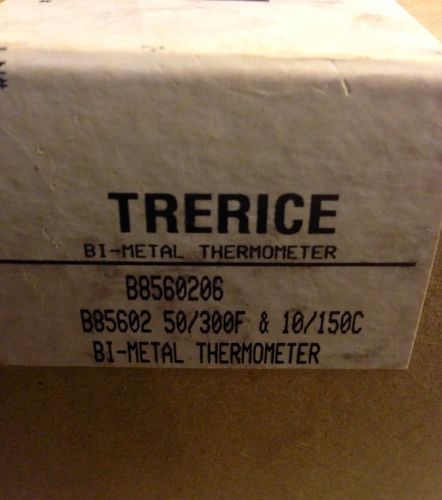 TRERICE
BI-METAL THERMOMETER
B8560206
B85602 50/300F & 10/150C
BI-METAL THERMOMETER